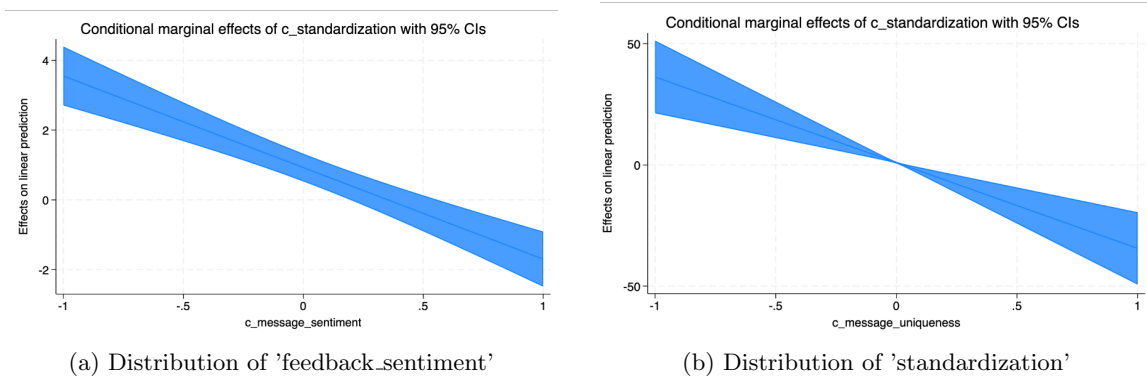 Conditional marginal effects of c_standardization with 95% CIs
Effects on linear prediction
4
2
0
-2
-1
-.5
0
.5
1
c_message_sentiment
(a) Distribution of 'feedback_sentiment'
Conditional marginal effects of c_standardization with 95% CIs
Effects on linear prediction
50
0
-50
-1
-.5
0
.5
1
c_message_uniqueness
(b) Distribution of 'standardization'